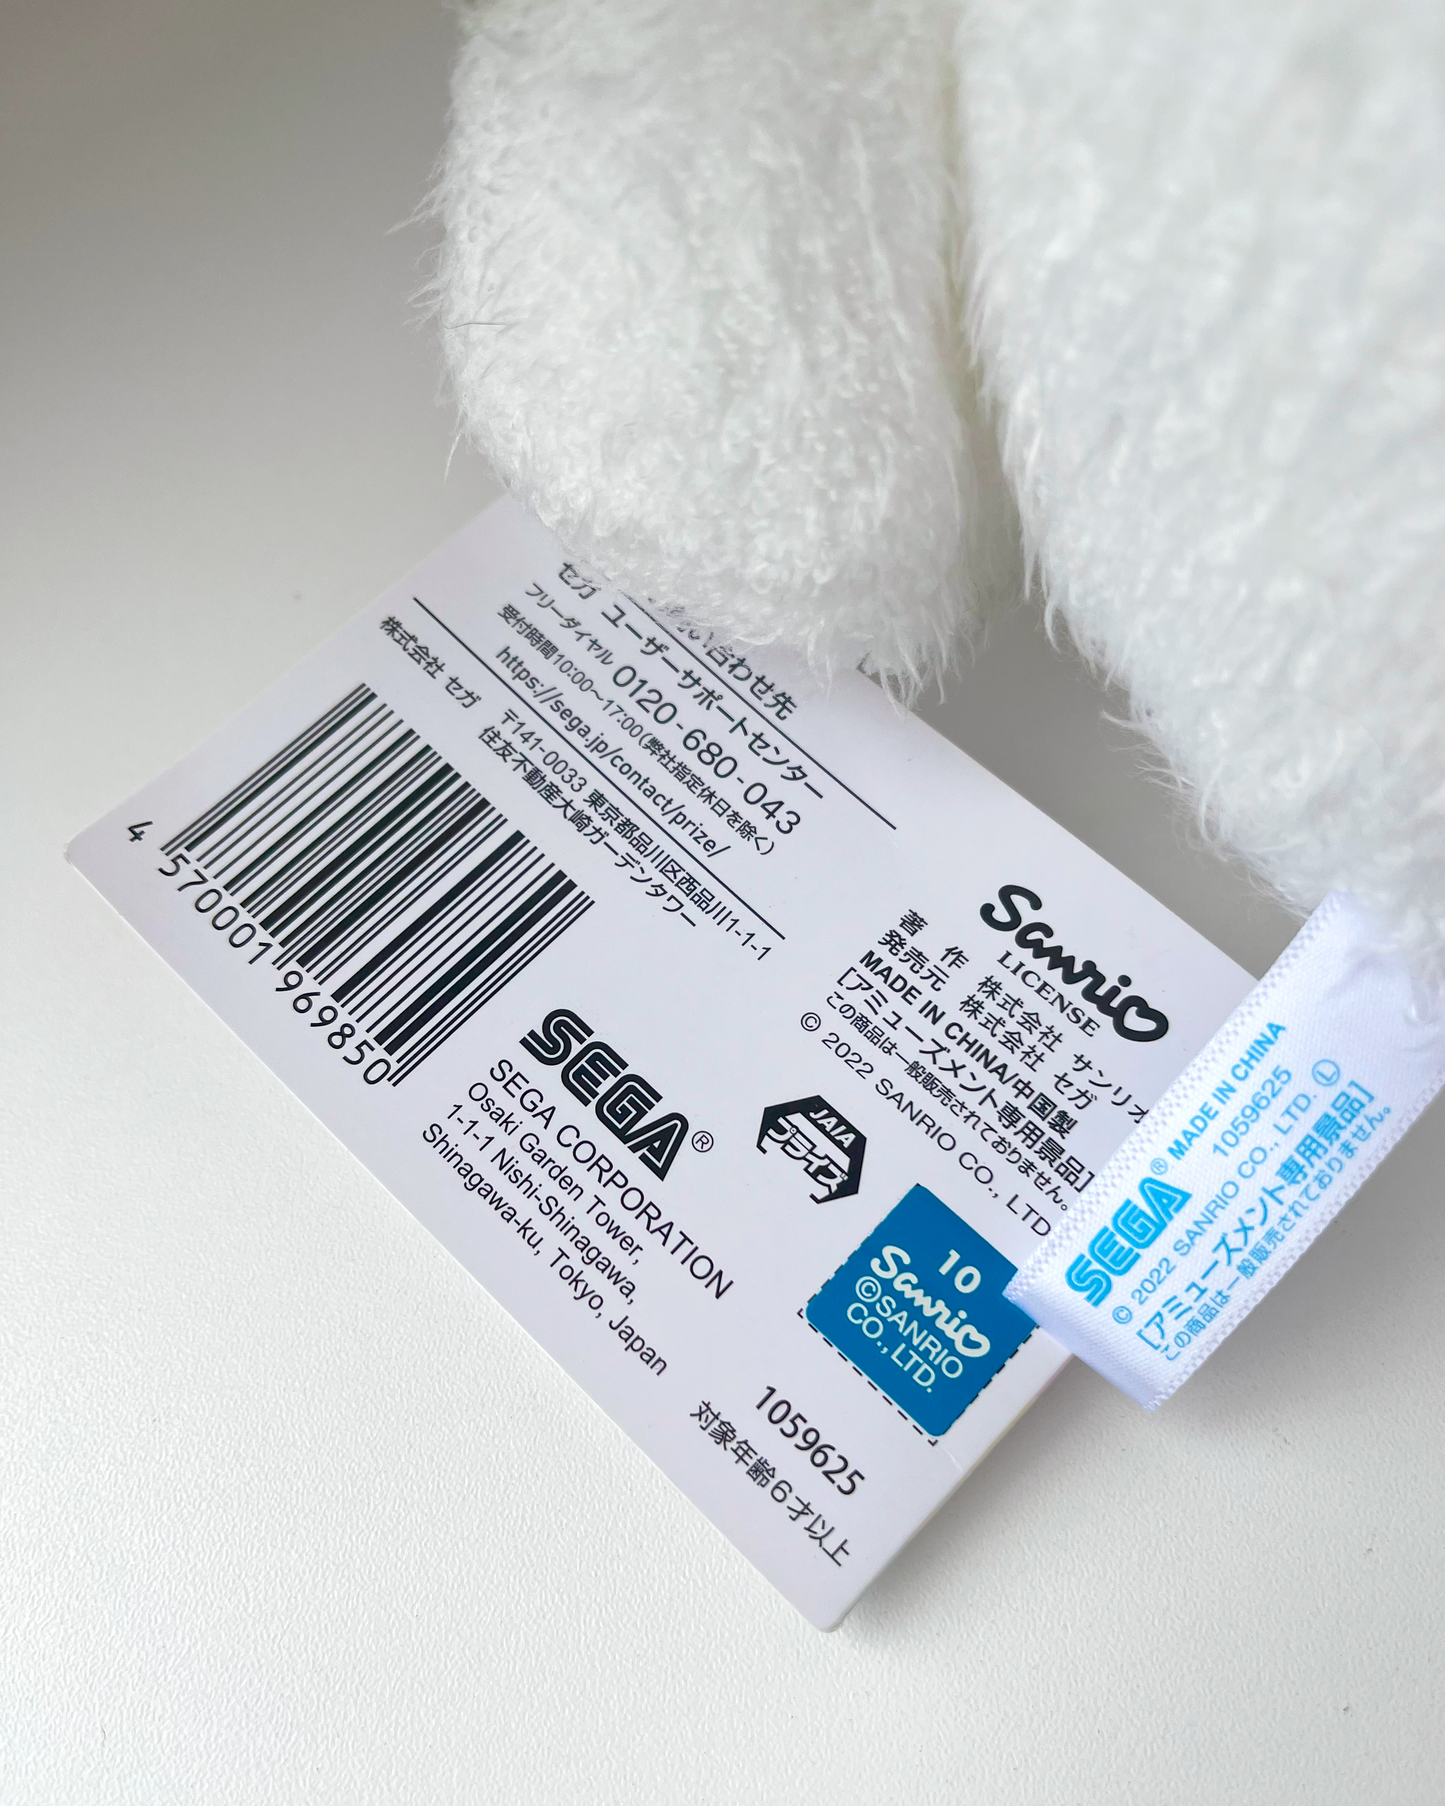 い合わせ先
セガ ユーザーサポートセンター
フリーダイヤル 0120-680-043
受付時間10:00～17:00(弊社指定休日を除く)
https://sega.jp/contact/prize/
株式会社 セガ 〒141-0033 東京都品川区西品川1-1-1
住友不動産大崎ガーデンタワー
4 570001 969850
SEGA®
SEGA CORPORATION
Osaki Garden Tower,
1-1-1 Nishi-Shinagawa,
Shinagawa-ku, Tokyo, Japan
Sanrio
LICENSE
著 作 株式会社 サンリオ
発売元 株式会社 セガ
MADE IN CHINA/中国製
[アミューズメント専用景品]
この商品は一般販売されておりません。
© 2022 SANRIO CO., LTD.
JAIA
プライズ
10
Sanrio
©SANRIO
CO.,LTD.
1059625
対象年齢6才以上
SEGA® MADE IN CHINA
1059625
© 2022 SANRIO CO., LTD. Ⓛ
[アミューズメント専用景品]
この商品は一般販売されておりません。